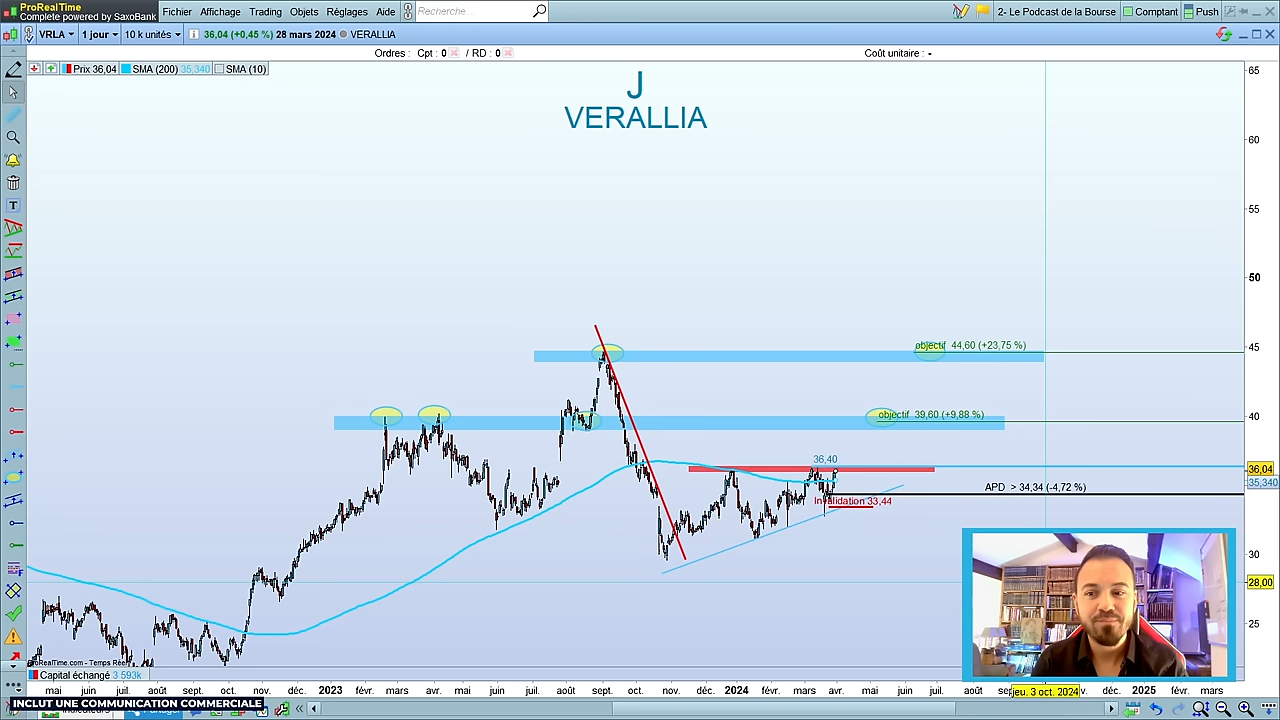 ProRealTime
Complete powered by SaxoBank
Fichier Affichage Trading Objets Réglages Aide
Recherche
2- Le Podcast de la Bourse
Comptant
Push
VRLA
1 jour
10 k unités
36,04 (+0,45 %) 28 mars 2024
VERALLIA
Ordres : Cpt : 0 / RD : 0
Coût unitaire : -
Prix 36,04
SMA (200) 35,340
SMA (10)
J
VERALLIA
65
60
55
50
45
40
36,04
35,340
30
28,00
25
objectif 44,60 (+23,75 %)
objectif 39,60 (+9,88 %)
36,40
APD > 34,34 (-4,72 %)
Invalidation 33,44
ProRealTime.com - Temps Réel
Capital échangé 3 593k
mai juin juil. août sept. oct. nov. déc. 2023 févr. mars avr. mai juin juil. août sept. oct. nov. déc. 2024 févr. mars avr. mai juin juil. août jeu. 3 oct. 2024 déc. 2025 mars
INCLUT UNE COMMUNICATION COMMERCIALE